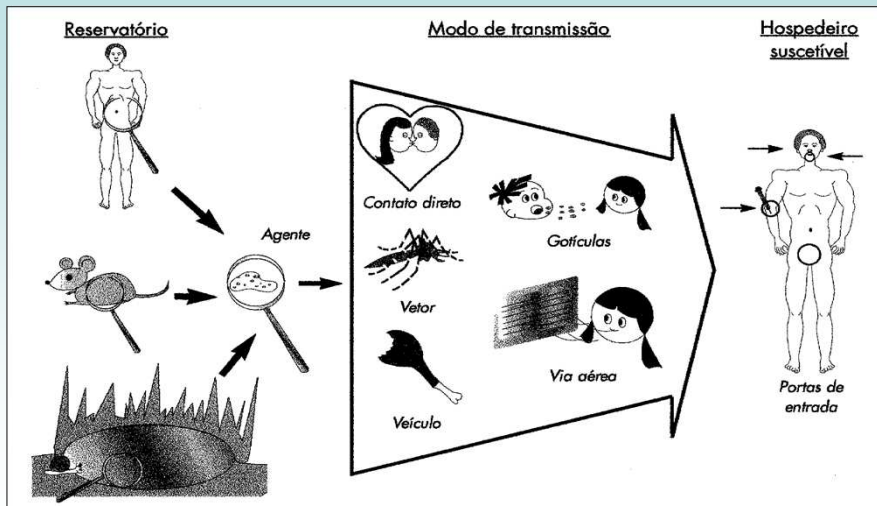 Reservatório
Modo de transmissão
Hospedeiro
suscetível
Agente
Contato direto
Gotículas
Vetor
Via aérea
Veículo
Portas de
entrada